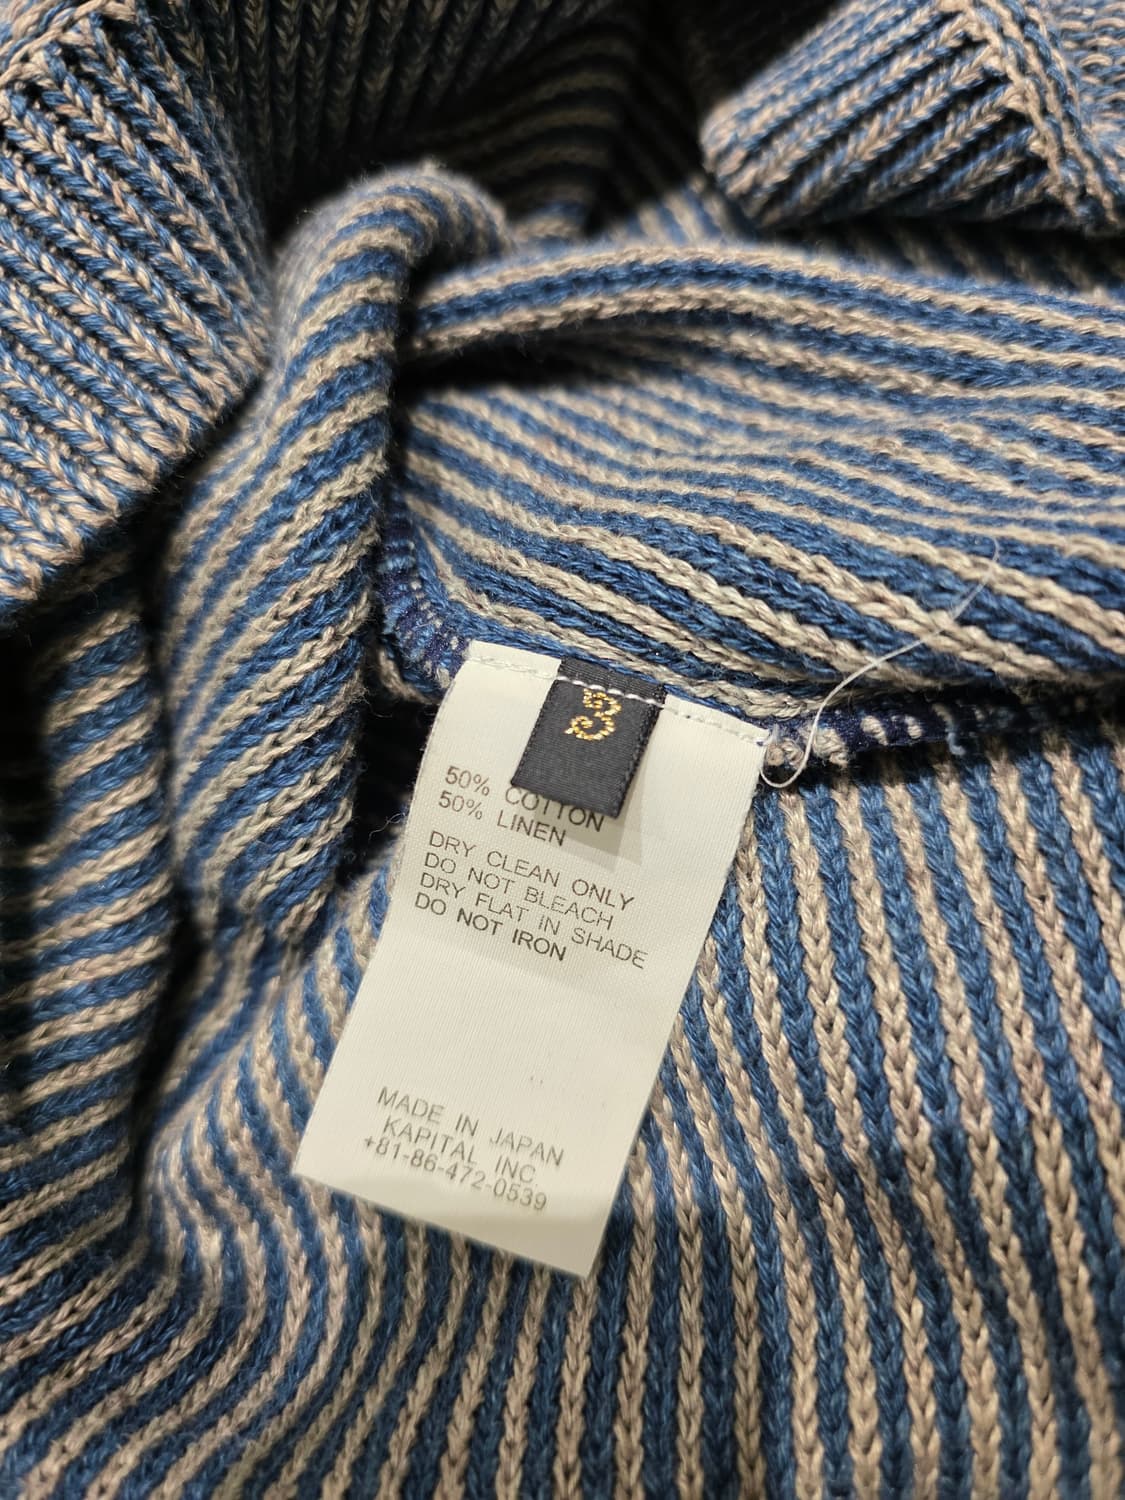 3
50% COTTON
50% LINEN
DRY CLEAN ONLY
DO NOT BLEACH
DRY FLAT IN SHADE
DO NOT IRON
MADE IN JAPAN
KAPITAL INC.
+81-86-472-0539